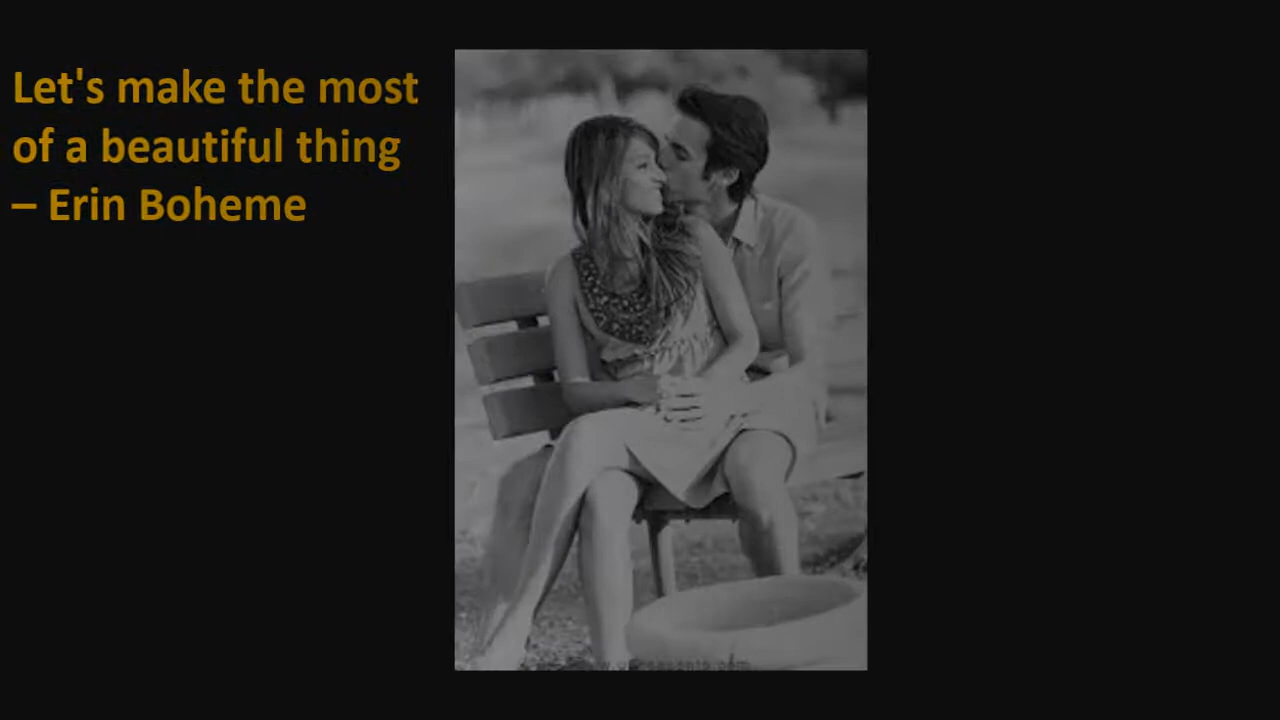 Let's make the most
of a beautiful thing
– Erin Boheme